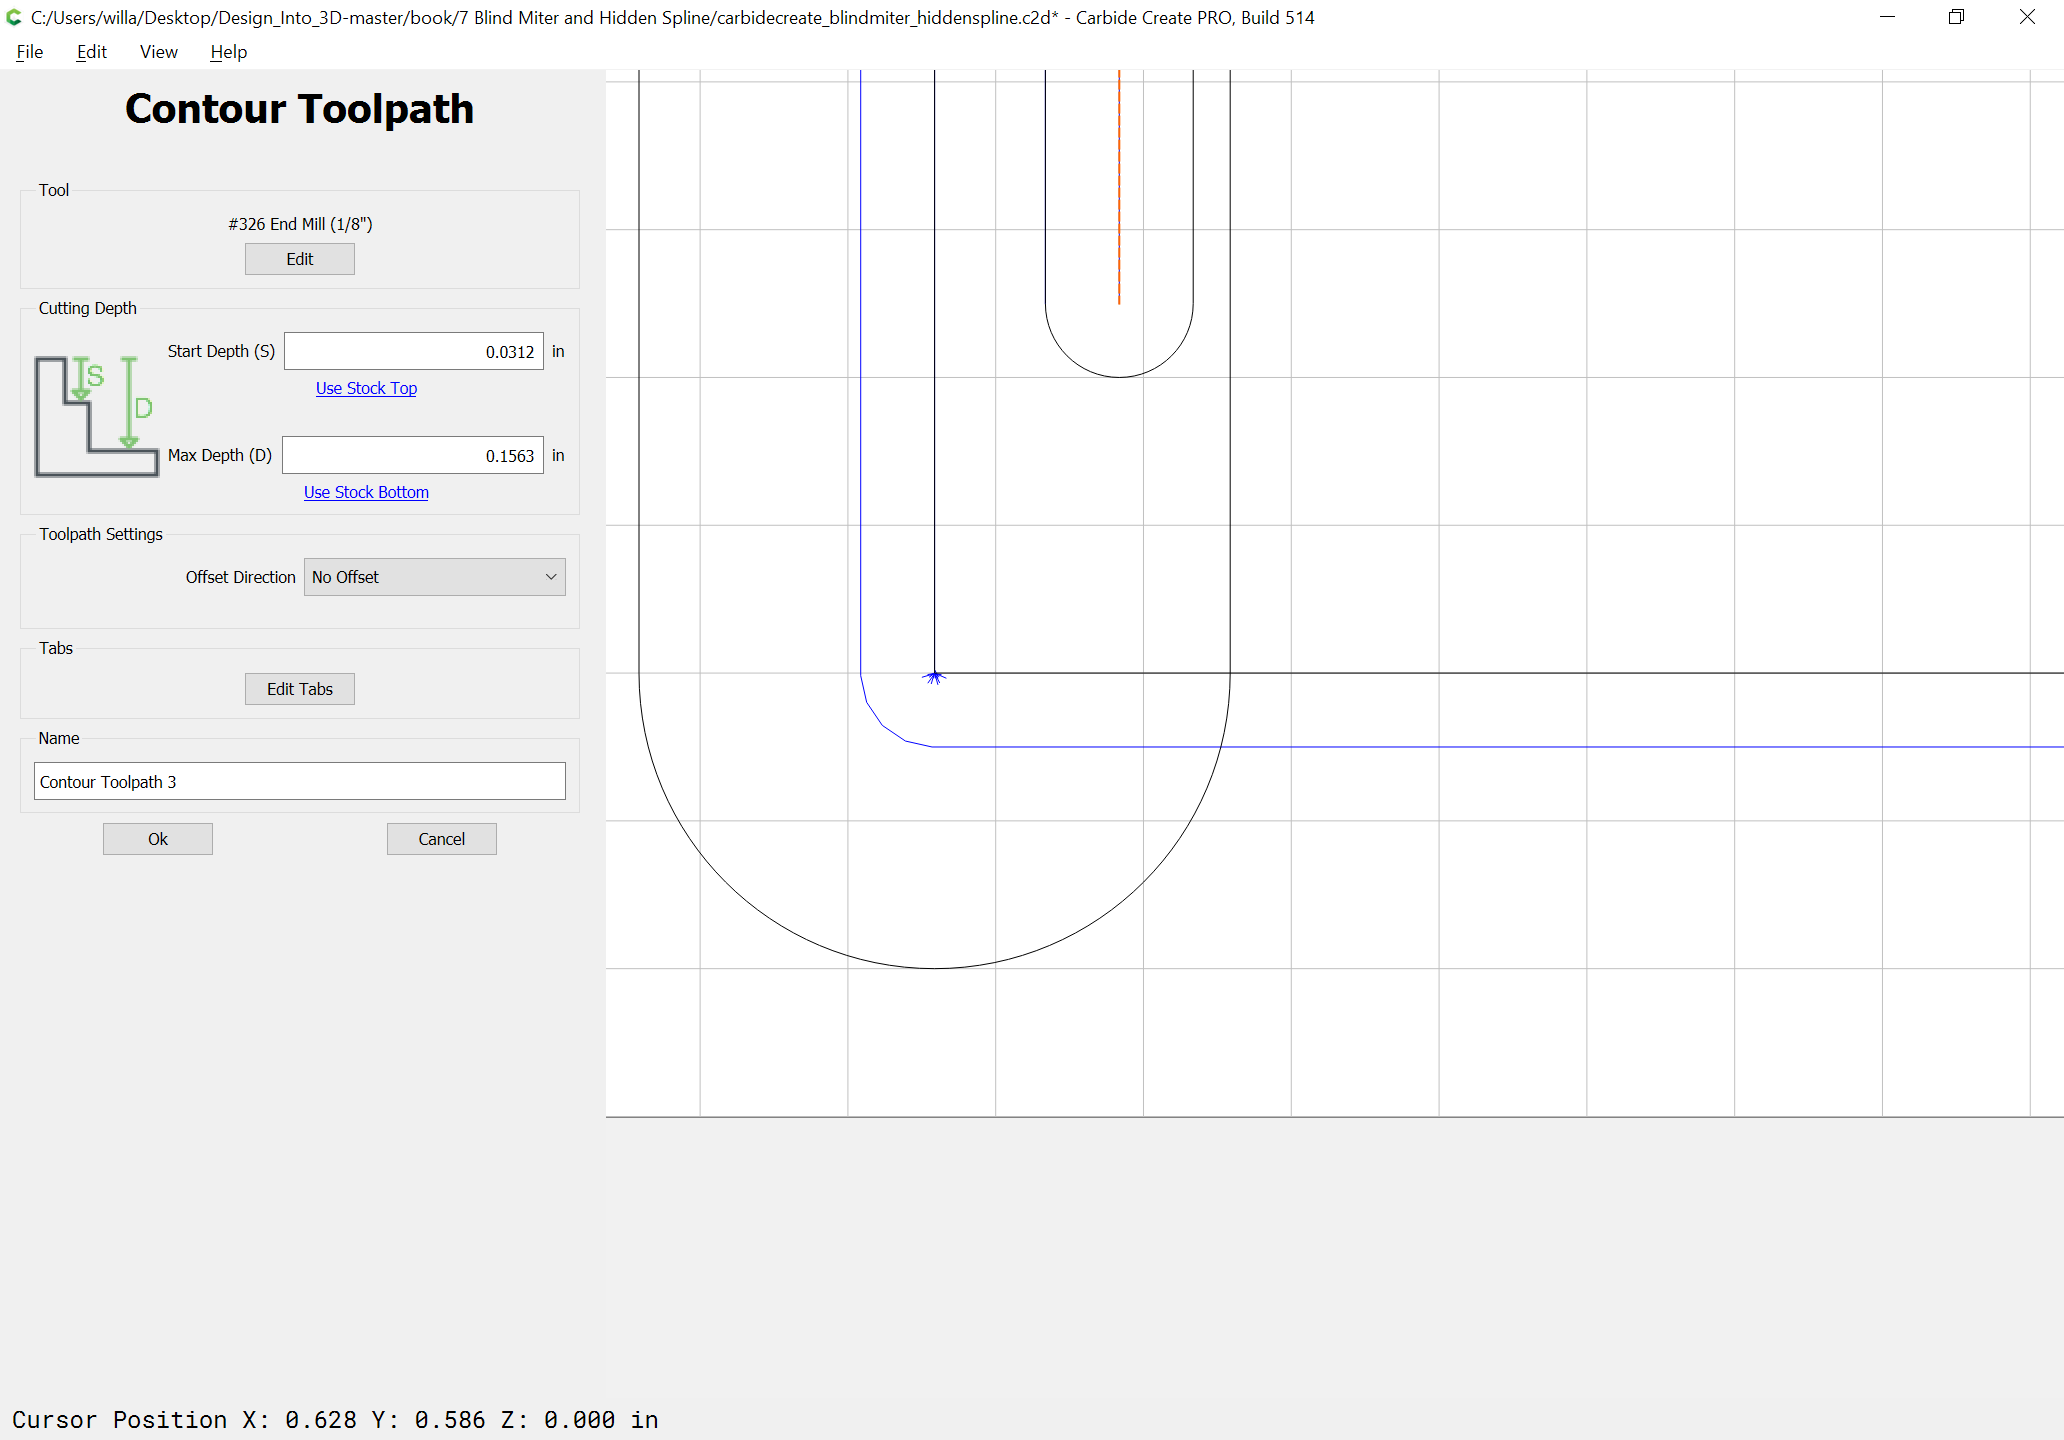 C:/Users/willa/Desktop/Design_Into_3D-master/book/7 Blind Miter and Hidden Spline/carbidecreate_blindmiter_hiddenspline.c2d* - Carbide Create PRO, Build 514
File Edit View Help
Contour Toolpath
Tool
#326 End Mill (1/8")
Edit
Cutting Depth
Start Depth (S) 0.0312 in
S
Use Stock Top
D
Max Depth (D) 0.1563 in
Use Stock Bottom
Toolpath Settings
Offset Direction No Offset
Tabs
Edit Tabs
Name
Contour Toolpath 3
Ok Cancel
Cursor Position X: 0.628 Y: 0.586 Z: 0.000 in